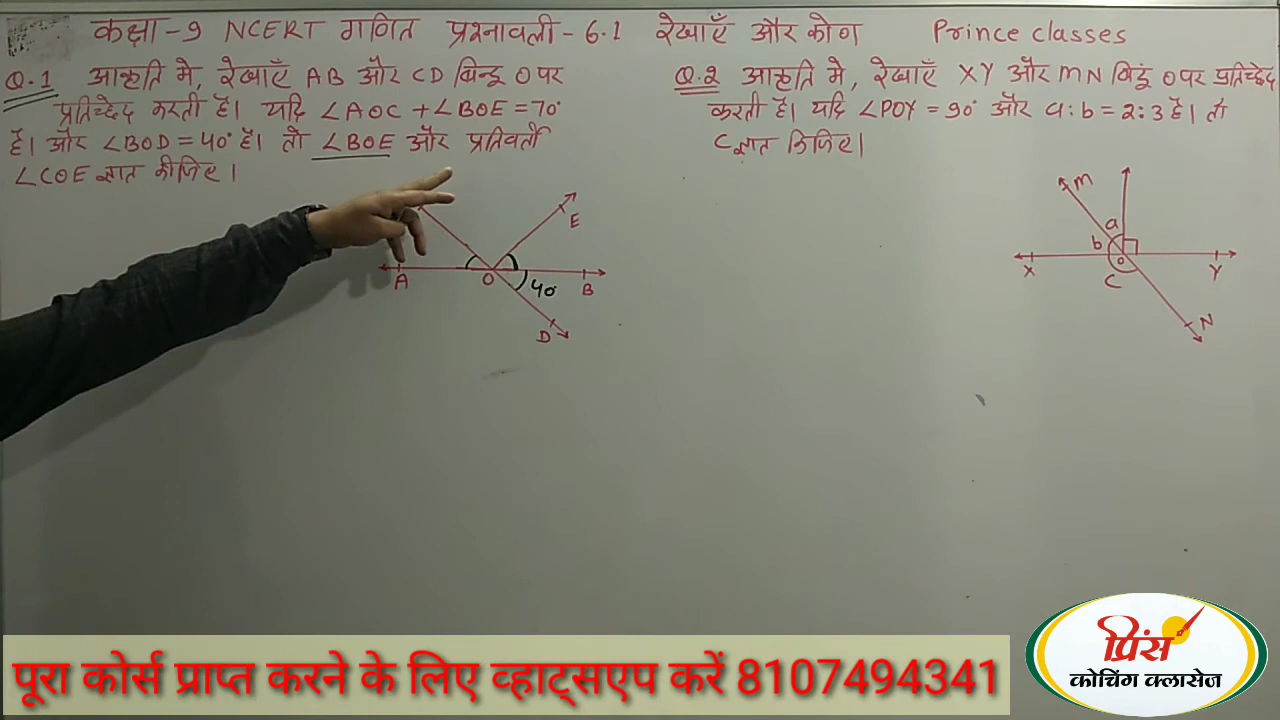 कक्षा -9 NCERT गणित प्रश्नावली - 6.1 रेखाएँ और कोण Prince classes
Q.1 आकृति मे, रेखाएँ AB और CD बिन्दू O पर
प्रतिच्छेद करती है। यदि ∠AOC + ∠BOE = 70°
है। और ∠BOD = 40° है। तो ∠BOE और प्रतिवर्ती
∠COE ज्ञात कीजिए।
E
A O 40° B
D
Q.2 आकृति मे, रेखाएँ XY और MN बिंदु O पर प्रतिच्छेद
करती है। यदि ∠POY = 90° और a:b = 2:3 है। तो
C ज्ञात किजिए।
M
a
b
X O Y
C
N
पूरा कोर्स प्राप्त करने के लिए व्हाट्सएप करें 8107494341
प्रिंस
कोचिंग क्लासेज